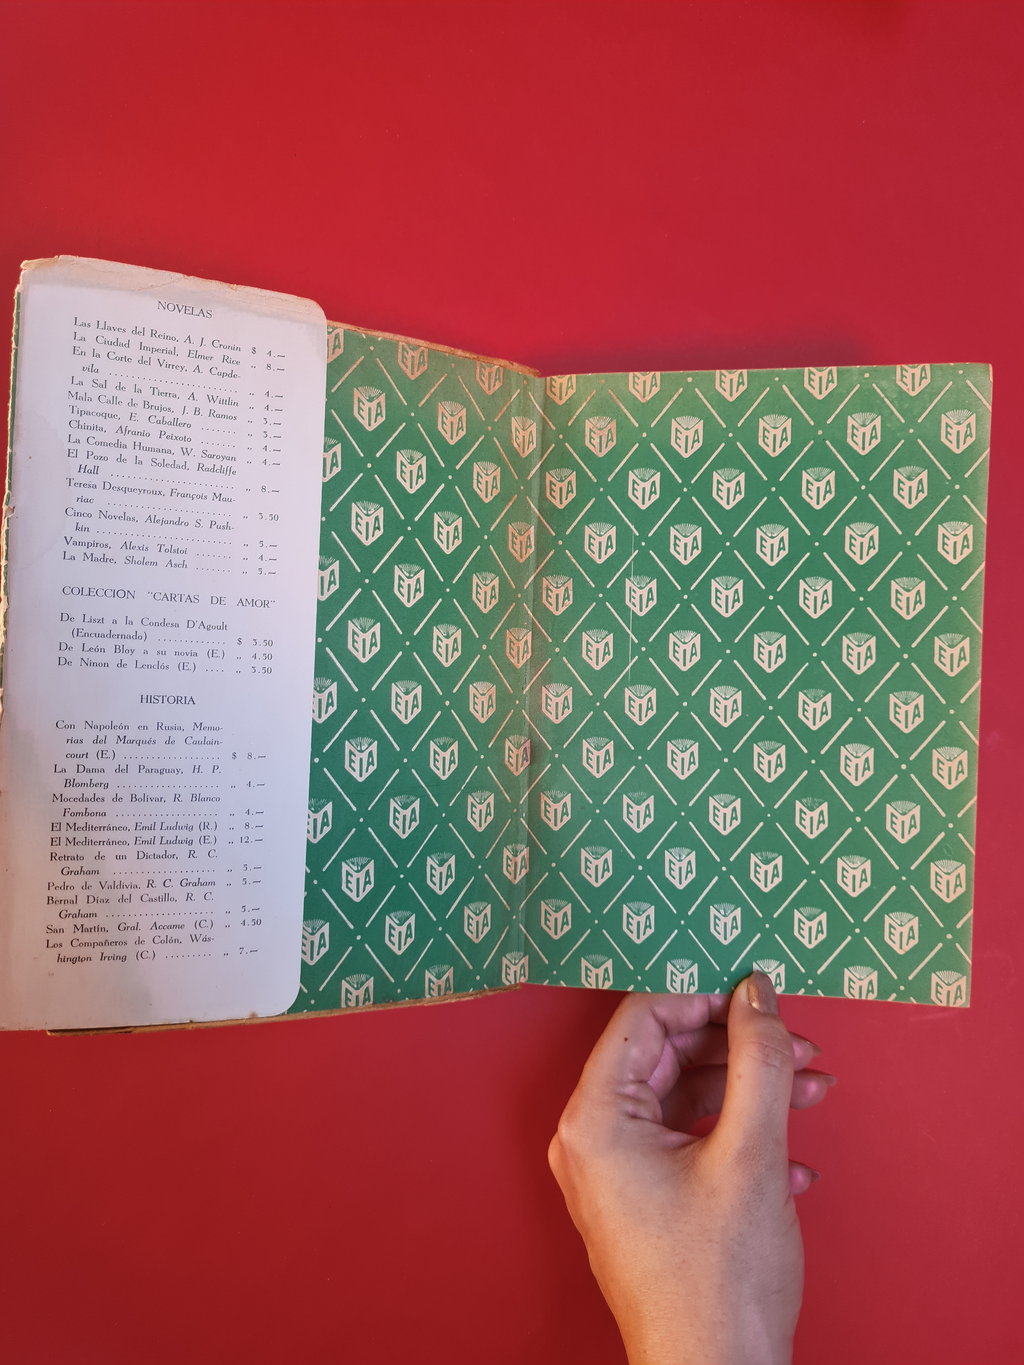 NOVELAS
Las Llaves del Reino, A. J. Cronin $ 4.—
La Ciudad Imperial, Elmer Rice „ 8.—
En la Corte del Virrey, A. Capde-
vila ................... „ 4.—
La Sal de la Tierra, A. Wittlin „ 4.—
Mala Calle de Brujos, J. B. Ramos „ 3.—
Tipacoque, E. Caballero ....... „ 3.—
Chinita, Afranio Peixoto ....... „ 4.—
La Comedia Humana, W. Saroyan „ 4.—
El Pozo de la Soledad, Radclyffe
Hall ................... „ 8.—
Teresa Desqueyroux, François Mau-
riac ................... „ 3.50
Cinco Novelas, Alejandro S. Push-
kin ................... „ 5.—
Vampiros, Alexis Tolstoi ....... „ 4.—
La Madre, Sholem Asch ....... „ 5.—
COLECCION "CARTAS DE AMOR"
De Liszt a la Condesa D'Agoult
(Encuadernado) ............. $ 3.50
De León Bloy a su novia (E.) „ 4.50
De Ninon de Lenclós (E.) .... „ 3.50
HISTORIA
Con Napoleón en Rusia, Memo-
rias del Marqués de Caulain-
court (E.) .................. $ 8.—
La Dama del Paraguay, H. P.
Blomberg ................... „ 4.—
Mocedades de Bolívar, R. Blanco
Fombona ................... „ 4.—
El Mediterráneo, Emil Ludwig (R.) „ 8.—
El Mediterráneo, Emil Ludwig (E.) „ 12.—
Retrato de un Dictador, R. C.
Graham ................... „ 5.—
Pedro de Valdivia, R. C. Graham „ 5.—
Bernal Díaz del Castillo, R. C.
Graham ................... „ 5.—
San Martín, Gral. Accame (C.) „ 4.50
Los Compañeros de Colón, Wás-
hington Irving (C.) ......... „ 7.—
EIA